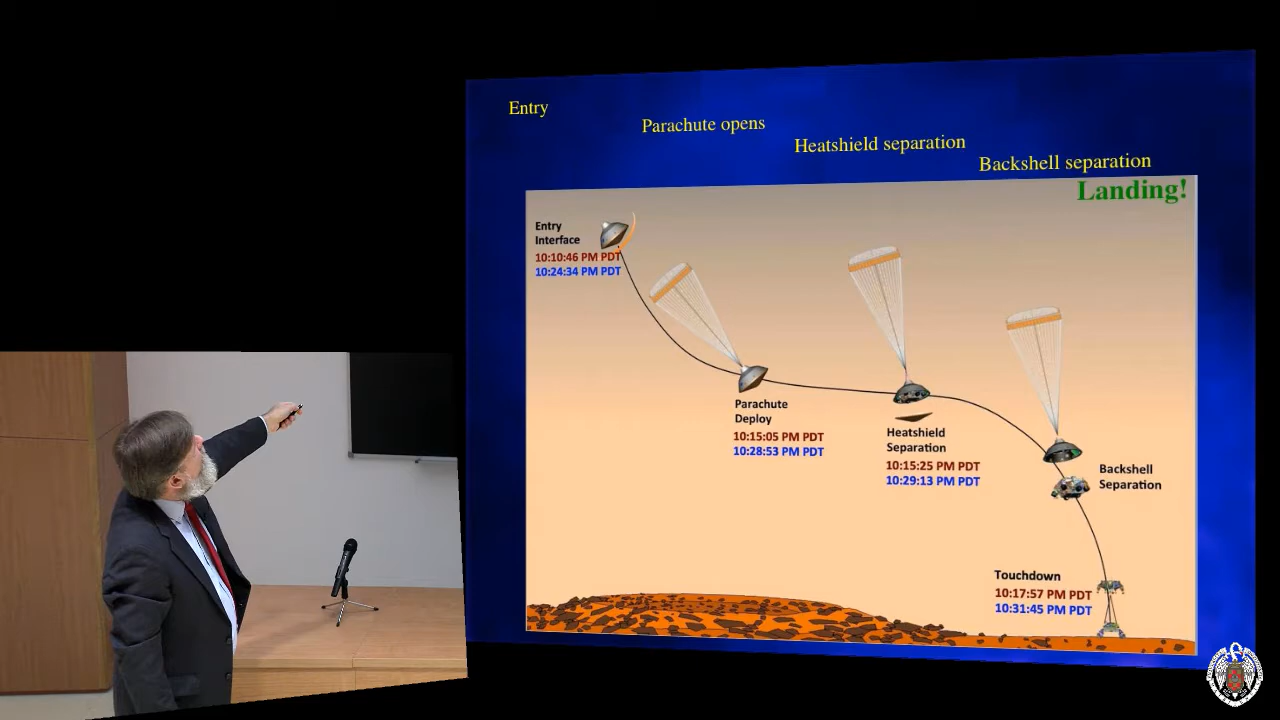 Entry
Parachute opens
Heatshield separation
Backshell separation
Landing!
Entry
Interface
10:10:46 PM PDT
10:24:34 PM PDT
Parachute
Deploy
10:15:05 PM PDT
10:28:53 PM PDT
Heatshield
Separation
10:15:25 PM PDT
10:29:13 PM PDT
Backshell
Separation
Touchdown
10:17:57 PM PDT
10:31:45 PM PDT